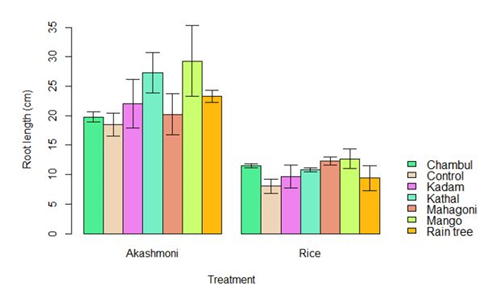 Root length (cm)
35
30
25
20
15
10
5
0
Akashmoni
Rice
Treatment
Chambul
Control
Kadam
Kathal
Mahagoni
Mango
Rain tree